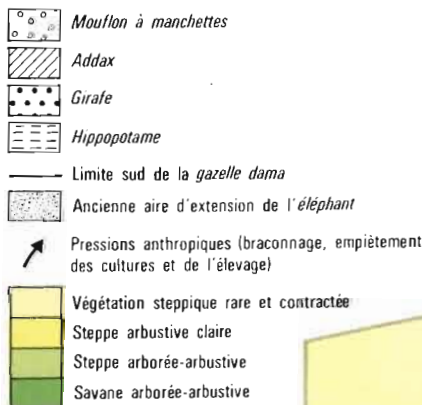 Mouflon à manchettes
Addax
Girafe
Hippopotame
Limite sud de la gazelle dama
Ancienne aire d'extension de l'éléphant
Pressions anthropiques (braconnage, empiètement
des cultures et de l'élevage)
Végétation steppique rare et contractée
Steppe arbustive claire
Steppe arborée-arbustive
Savane arborée-arbustive